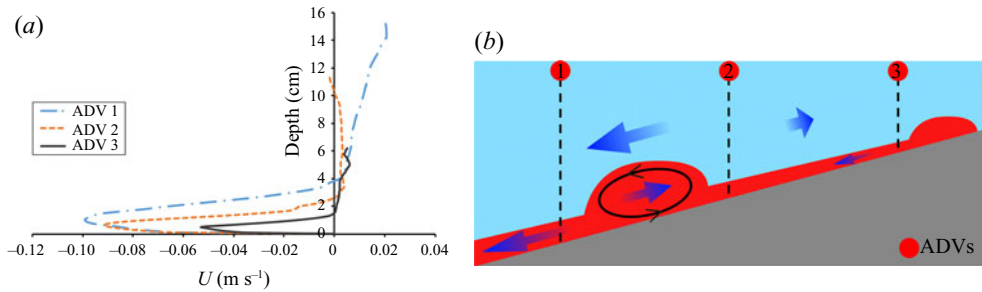 (a)
16
14
12
10
8
6
4
2
0
Depth (cm)
ADV 1
ADV 2
ADV 3
–0.12 –0.10 –0.08 –0.06 –0.04 –0.02 0 0.02 0.04
U (m s⁻¹)
(b)
1 2 3
ADVs